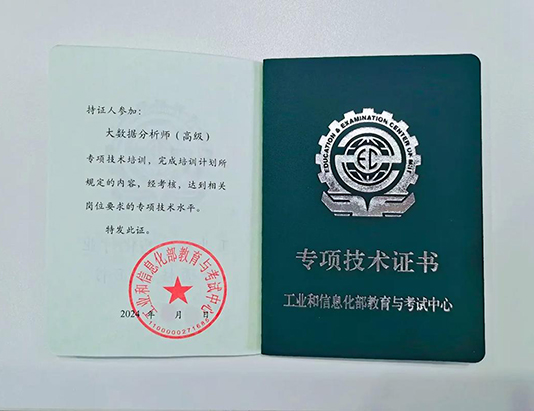 持证人参加：
大数据分析师（高级）
专项技术培训，完成培训计划所
规定的内容，经考核，达到相关
岗位要求的专项技术水平。
特发此证。
工业和信息化部教育与考试中心
2024 年 月 日
EDUCATION & EXAMINATION CENTER OF MIIT
EC
专项技术证书
工业和信息化部教育与考试中心